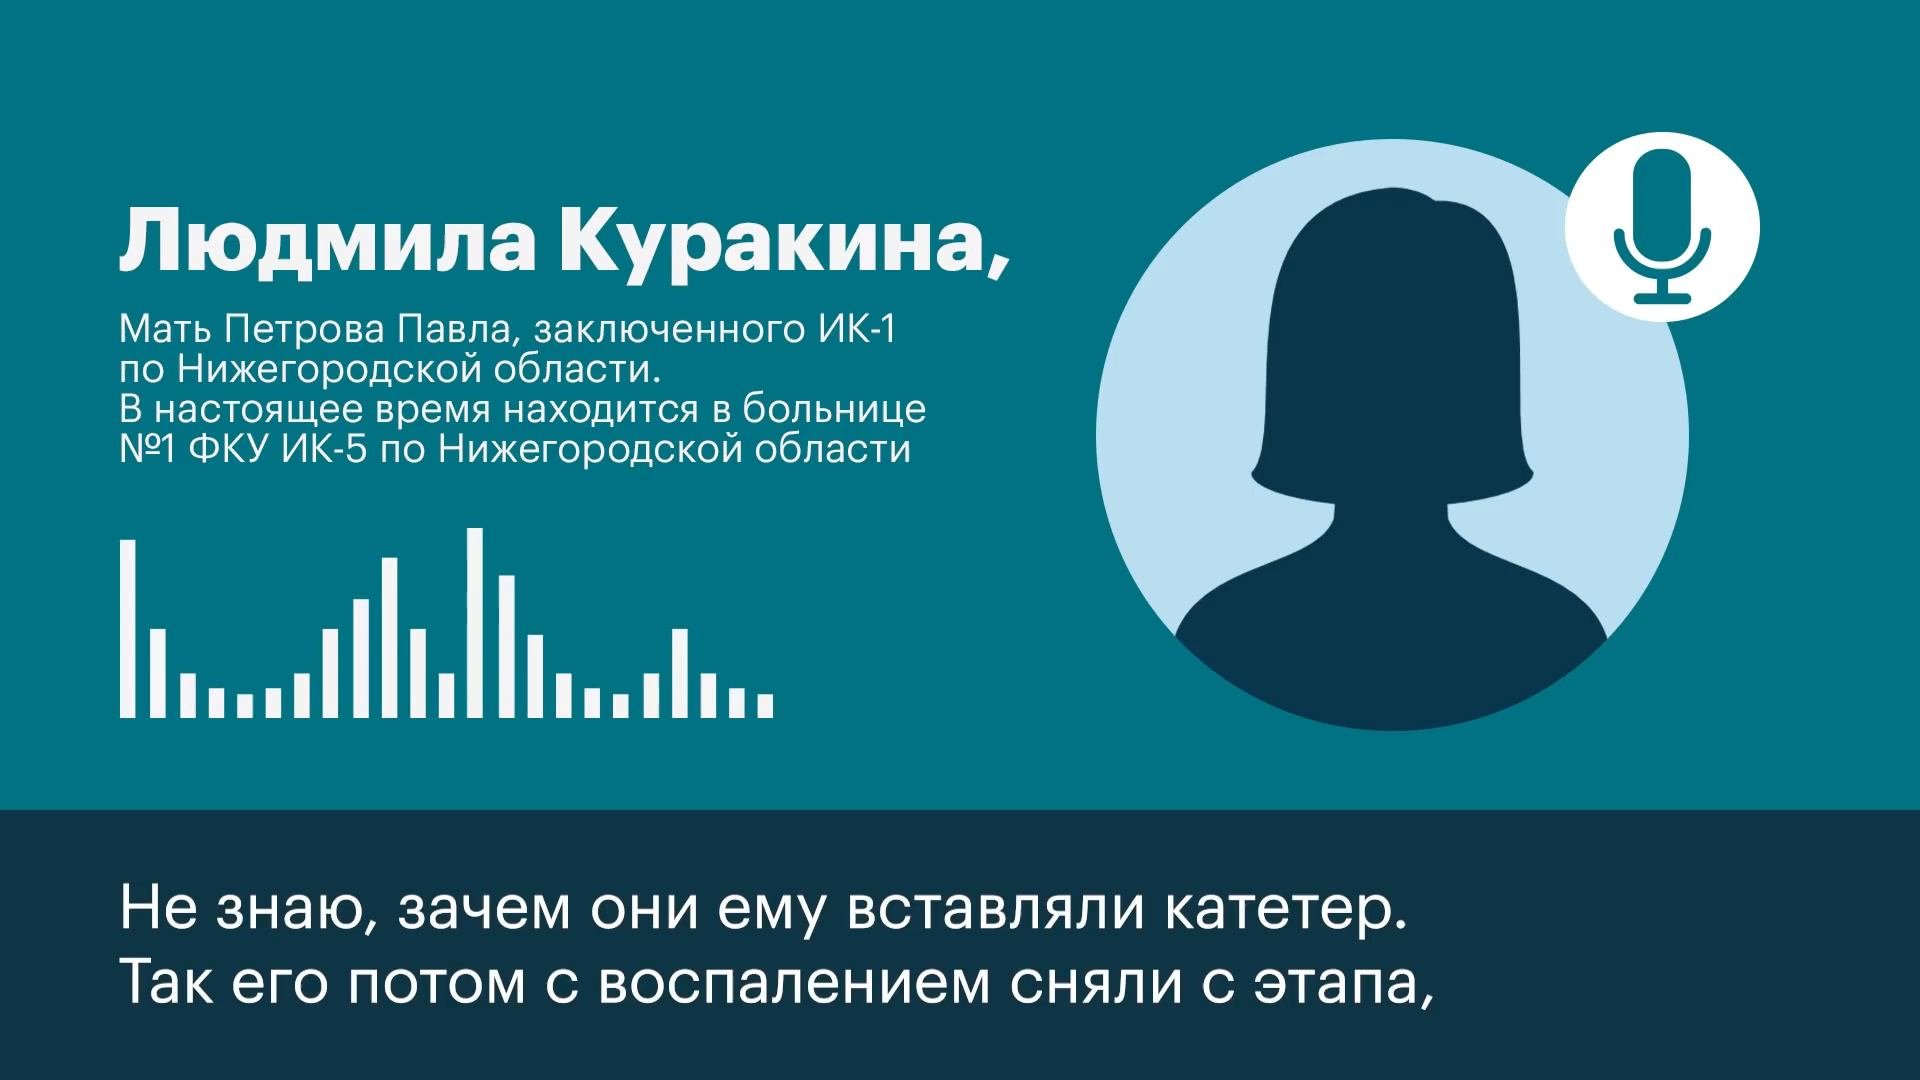 Людмила Куракина,
Мать Петрова Павла, заключенного ИК-1
по Нижегородской области.
В настоящее время находится в больнице
№1 ФКУ ИК-5 по Нижегородской области
Не знаю, зачем они ему вставляли катетер.
Так его потом с воспалением сняли с этапа,